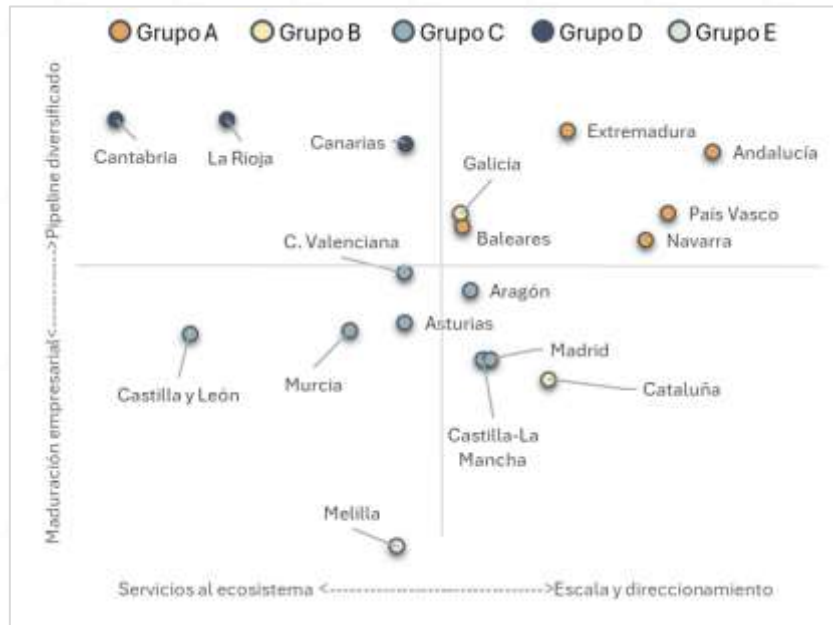 Grupo A
Grupo B
Grupo C
Grupo D
Grupo E
Maduración empresarial<------------>Pipeline diversificado
Cantabria
La Rioja
Canarias
Extremadura
Andalucía
Galicia
País Vasco
Baleares
Navarra
C. Valenciana
Aragón
Asturias
Madrid
Castilla y León
Murcia
Cataluña
Castilla-La
Mancha
Melilla
Servicios al ecosistema <------------------------>Escala y direccionamiento